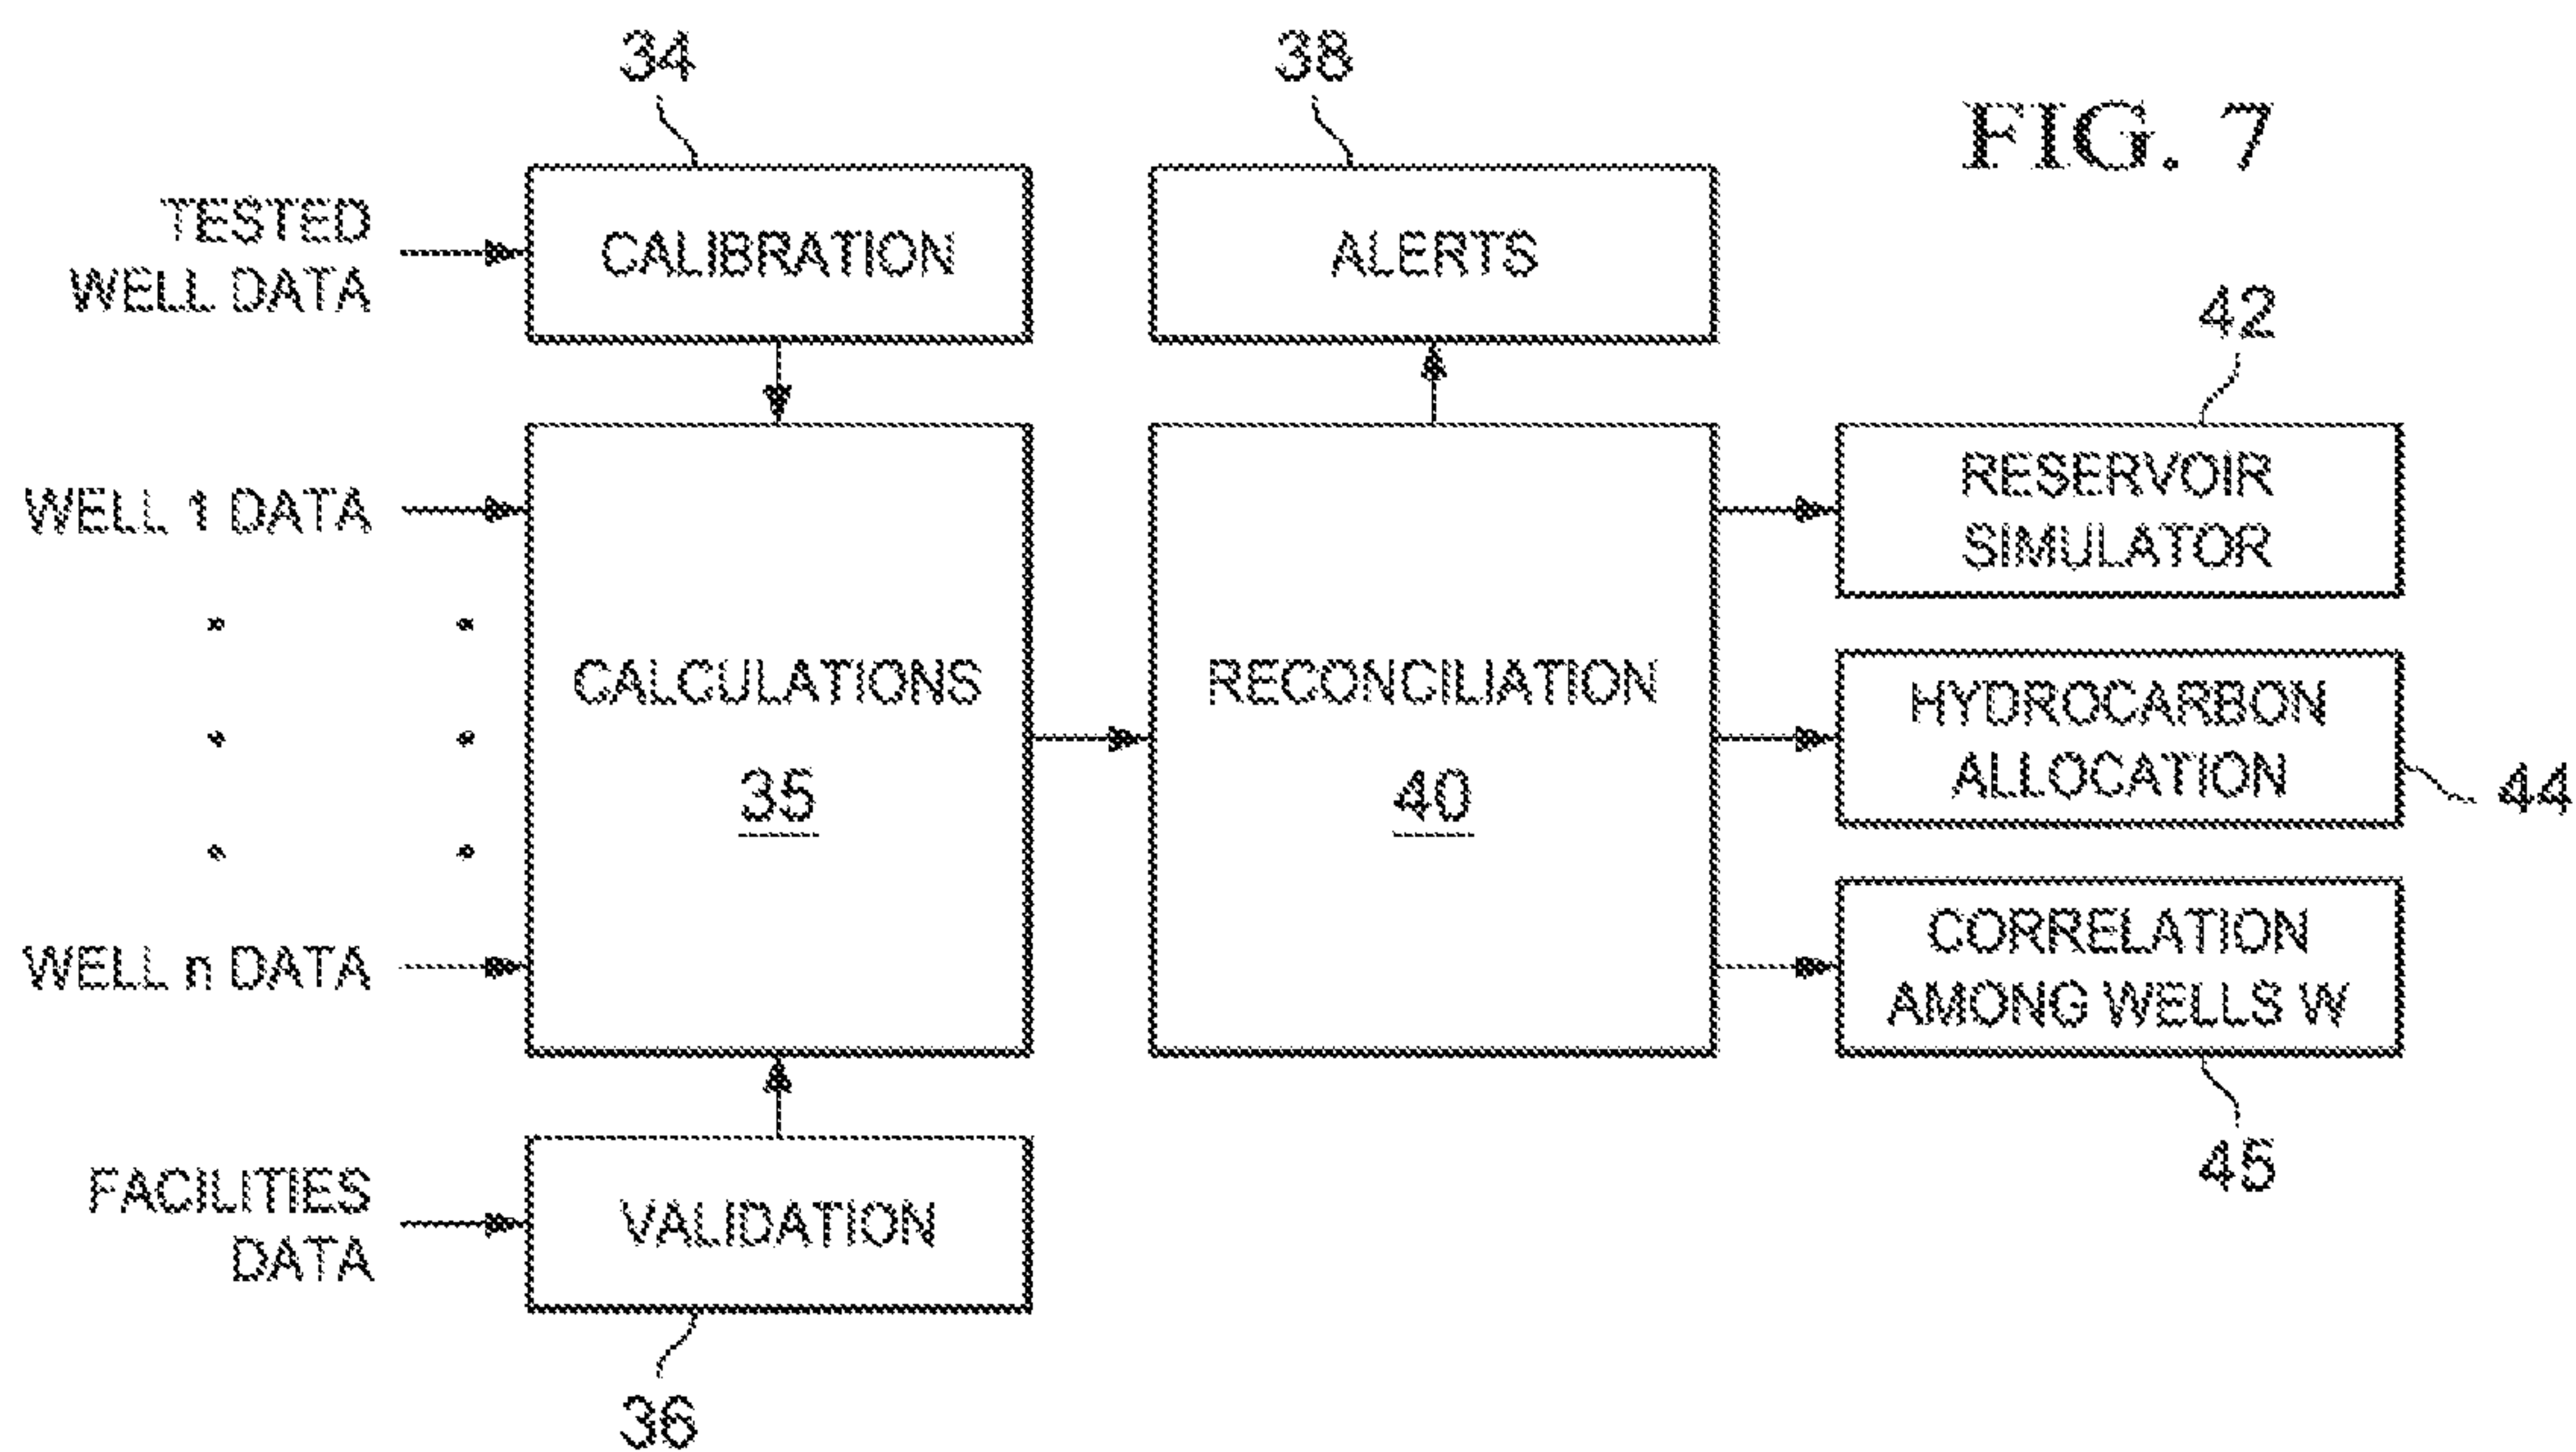 34
38
FIG. 7
TESTED
WELL DATA
CALIBRATION
ALERTS
42
WELL 1 DATA
RESERVOIR
SIMULATOR
CALCULATIONS
35
RECONCILIATION
40
HYDROCARBON
ALLOCATION
44
WELL n DATA
CORRELATION
AMONG WELLS W
45
FACILITIES
DATA
VALIDATION
36